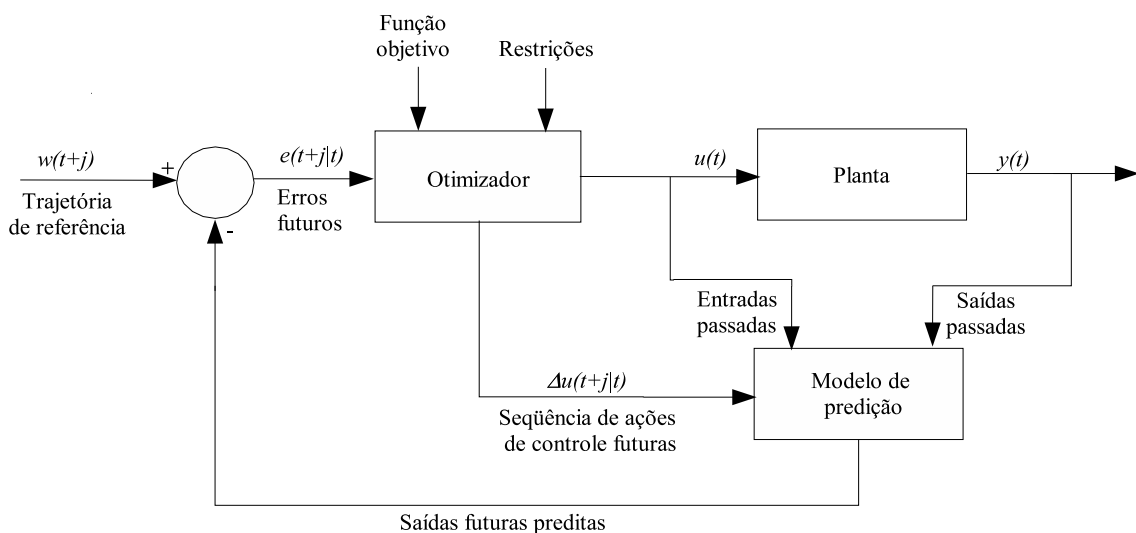 Função
objetivo
Restrições
w(t+j)
+
e(t+j|t)
Otimizador
u(t)
Planta
y(t)
Trajetória
de referência
Erros
futuros
-
Entradas
passadas
Saídas
passadas
Δu(t+j|t)
Modelo de
predição
Seqüência de ações
de controle futuras
Saídas futuras preditas